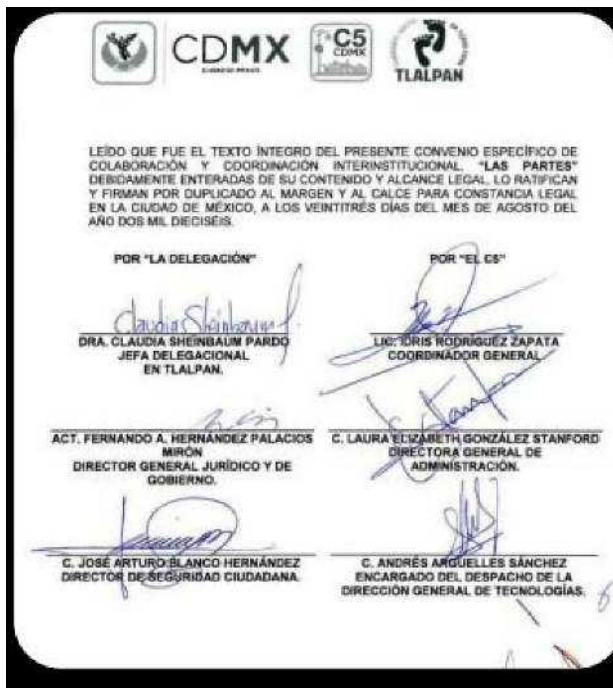 CDMX
C5
CDMX
TLALPAN
LEÍDO QUE FUE EL TEXTO ÍNTEGRO DEL PRESENTE CONVENIO ESPECÍFICO DE
COLABORACIÓN Y COORDINACIÓN INTERINSTITUCIONAL, "LAS PARTES"
DEBIDAMENTE ENTERADAS DE SU CONTENIDO Y ALCANCE LEGAL, LO RATIFICAN
Y FIRMAN POR DUPLICADO AL MARGEN Y AL CALCE PARA CONSTANCIA LEGAL
EN LA CIUDAD DE MÉXICO, A LOS VEINTITRÉS DÍAS DEL MES DE AGOSTO DEL
AÑO DOS MIL DIECISÉIS.
POR "LA DELEGACIÓN"
Claudia Sheinbaum P.
DRA. CLAUDIA SHEINBAUM PARDO
JEFA DELEGACIONAL
EN TLALPAN.
POR "EL C5"
LIC. IDRIS RODRÍGUEZ ZAPATA
COORDINADOR GENERAL
ACT. FERNANDO A. HERNÁNDEZ PALACIOS
MIRÓN
DIRECTOR GENERAL JURÍDICO Y DE
GOBIERNO.
C. LAURA ELIZABETH GONZÁLEZ STANFORD
DIRECTORA GENERAL DE
ADMINISTRACIÓN.
C. JOSÉ ARTURO BLANCO HERNÁNDEZ
DIRECTOR DE SEGURIDAD CIUDADANA.
C. ANDRÉS ARGUELLES SÁNCHEZ
ENCARGADO DEL DESPACHO DE LA
DIRECCIÓN GENERAL DE TECNOLOGÍAS.